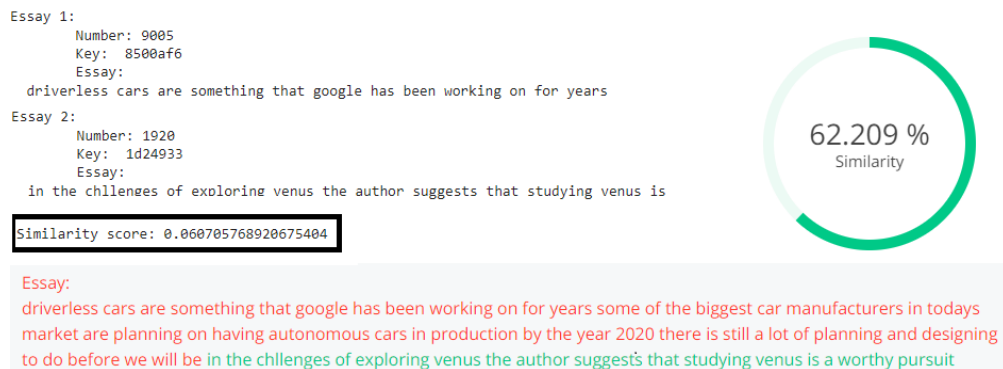 Essay 1:
Number: 9005
Key: 8500af6
Essay:
driverless cars are something that google has been working on for years
Essay 2:
Number: 1920
Key: 1d24933
Essay:
in the chllenges of exploring venus the author suggests that studying venus is
Similarity score: 0.060705768920675404
62.209 %
Similarity
Essay:
driverless cars are something that google has been working on for years some of the biggest car manufacturers in todays
market are planning on having autonomous cars in production by the year 2020 there is still a lot of planning and designing
to do before we will be in the chllenges of exploring venus the author suggests that studying venus is a worthy pursuit